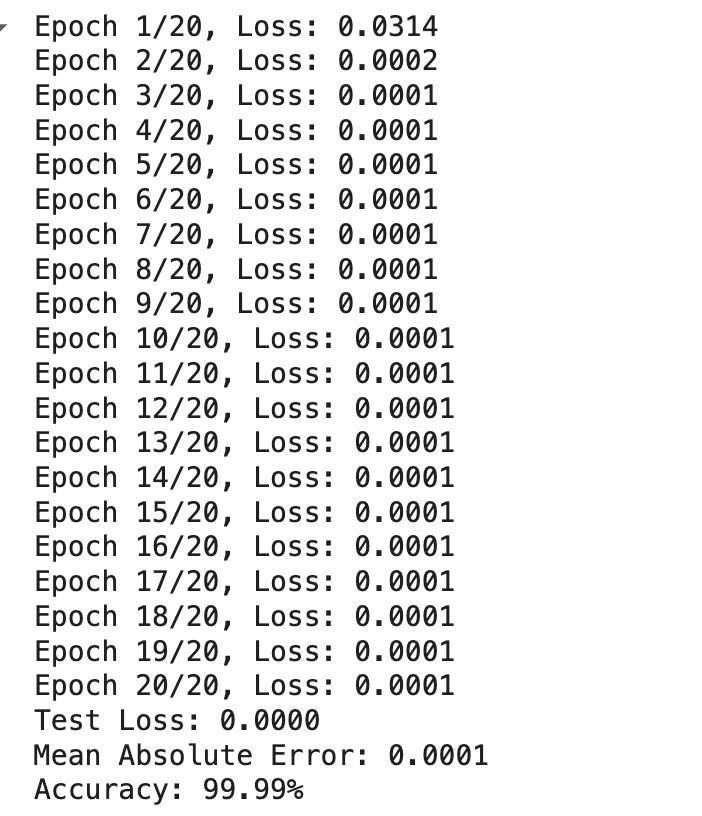 Epoch 1/20, Loss: 0.0314
Epoch 2/20, Loss: 0.0002
Epoch 3/20, Loss: 0.0001
Epoch 4/20, Loss: 0.0001
Epoch 5/20, Loss: 0.0001
Epoch 6/20, Loss: 0.0001
Epoch 7/20, Loss: 0.0001
Epoch 8/20, Loss: 0.0001
Epoch 9/20, Loss: 0.0001
Epoch 10/20, Loss: 0.0001
Epoch 11/20, Loss: 0.0001
Epoch 12/20, Loss: 0.0001
Epoch 13/20, Loss: 0.0001
Epoch 14/20, Loss: 0.0001
Epoch 15/20, Loss: 0.0001
Epoch 16/20, Loss: 0.0001
Epoch 17/20, Loss: 0.0001
Epoch 18/20, Loss: 0.0001
Epoch 19/20, Loss: 0.0001
Epoch 20/20, Loss: 0.0001
Test Loss: 0.0000
Mean Absolute Error: 0.0001
Accuracy: 99.99%